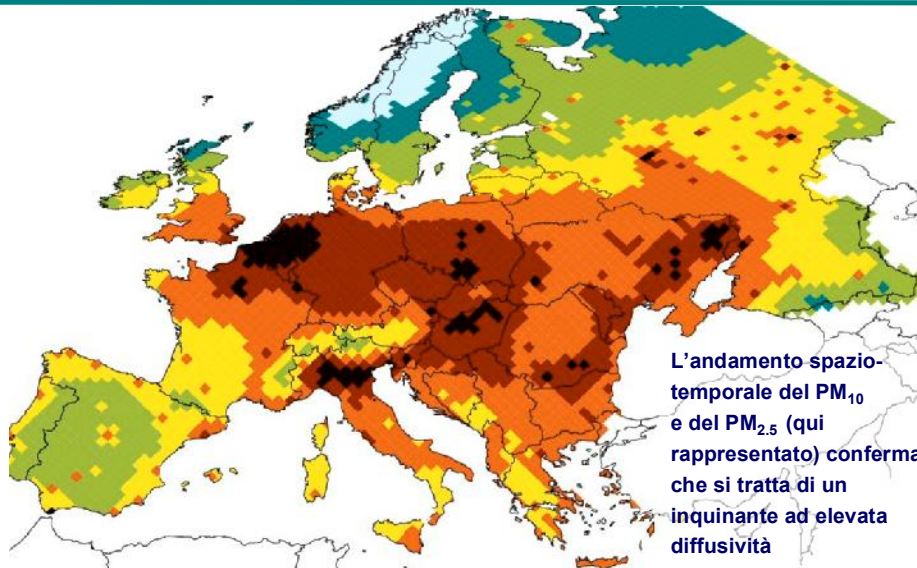 L'andamento spazio-
temporale del PM₁₀
e del PM₂.₅ (qui
rappresentato) conferma
che si tratta di un
inquinante ad elevata
diffusività